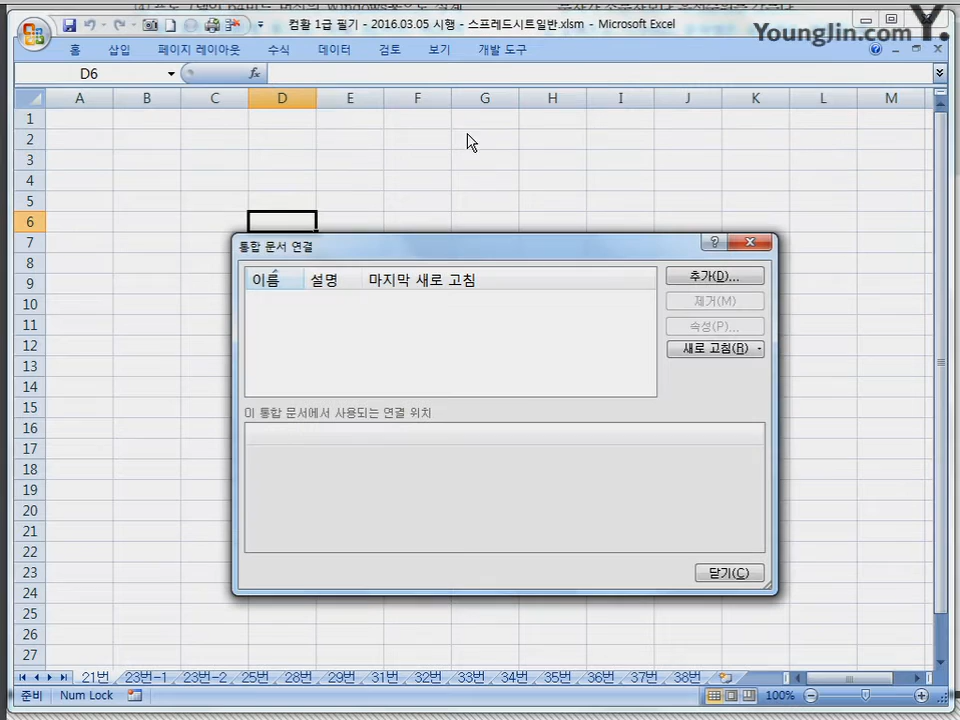 컴활 1급 필기 - 2016.03.05 시행 - 스프레드시트일반.xlsm - Microsoft Excel
YoungJin.com Y.
홈 삽입 페이지 레이아웃 수식 데이터 검토 보기 개발 도구
D6 fx
A B C D E F G H I J K L M
1
2
3
4
5
6
7
통합 문서 연결
8
이름 설명 마지막 새로 고침 추가(D)...
9
제거(M)
10
속성(P)...
11
새로 고침(R)
12
13
14
이 통합 문서에서 사용되는 연결 위치
15
16
17
18
19
20
21
22
23
닫기(C)
24
25
26
27
21번 23번-1 23번-2 25번 28번 29번 31번 32번 33번 34번 35번 36번 37번 38번
준비 Num Lock 100%